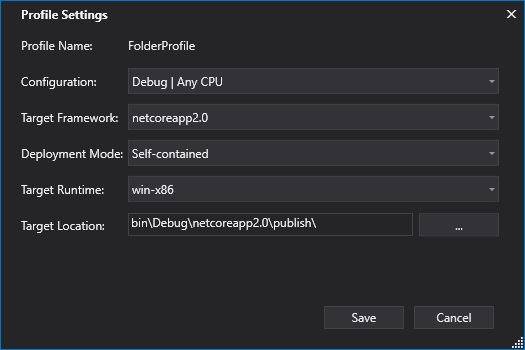 Profile Settings
Profile Name: FolderProfile
Configuration: Debug | Any CPU
Target Framework: netcoreapp2.0
Deployment Mode: Self-contained
Target Runtime: win-x86
Target Location: bin\Debug\netcoreapp2.0\publish\ ...
Save Cancel